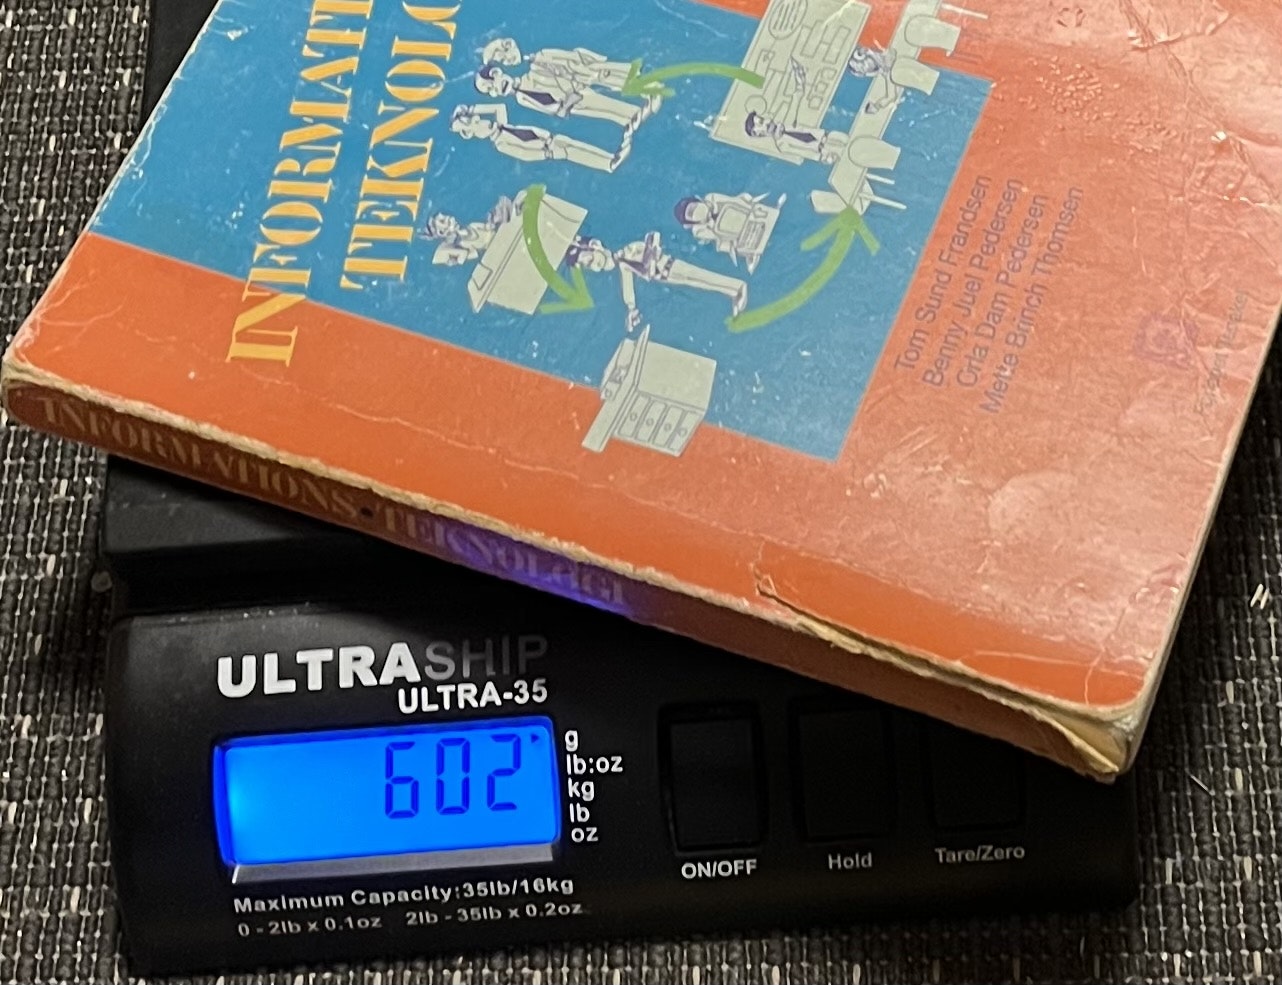 INFORMATI
TEKNOLO
Tom Sund Frandsen
Benny Juel Pedersen
Orla Dam Pedersen
Mette Brinch Thomsen
INFORMATIONS·TEKNOLOGI
ULTRASHIP
ULTRA-35
602
g
lb:oz
kg
lb
oz
ON/OFF
Hold
Tare/Zero
Maximum Capacity:35lb/16kg
0 - 2lb x 0.1oz 2lb - 35lb x 0.2oz